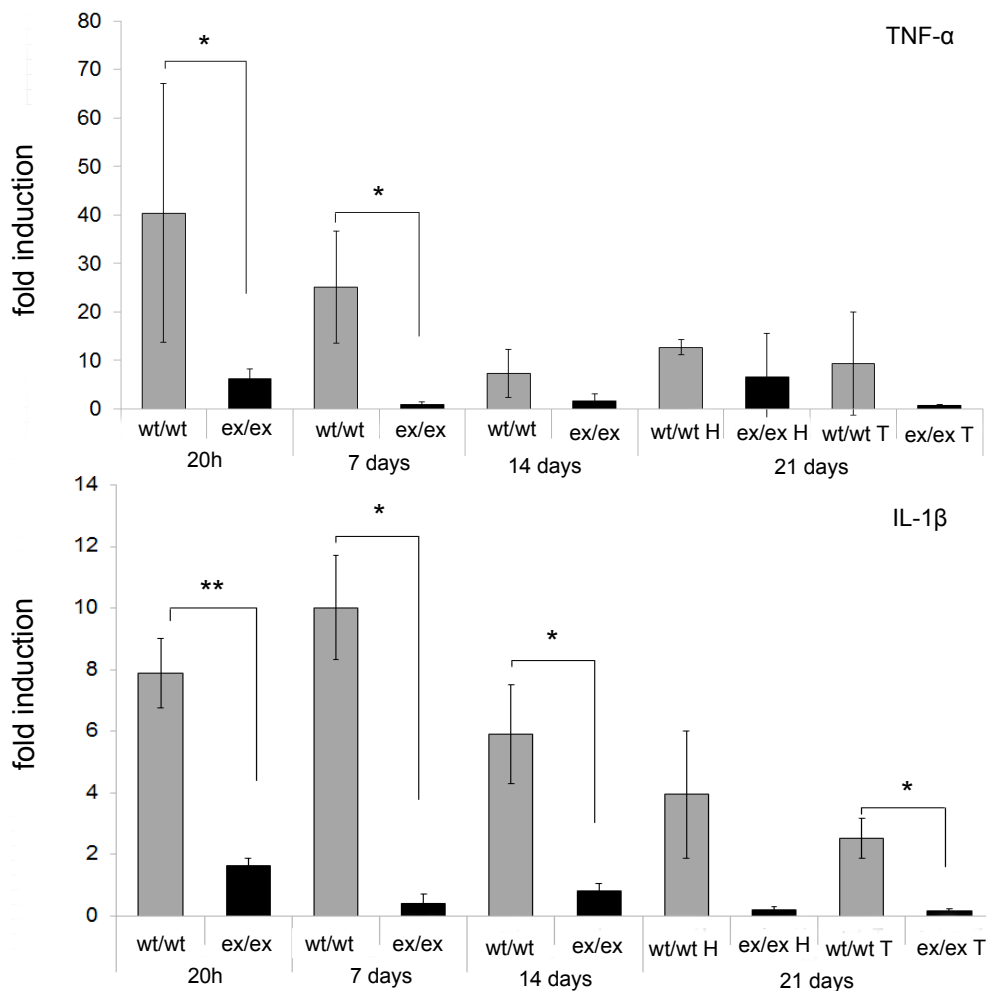 TNF-α
fold induction
80
70
60
50
40
30
20
10
0
*
*
wt/wt ex/ex wt/wt ex/ex wt/wt ex/ex wt/wt H ex/ex H wt/wt T ex/ex T
20h 7 days 14 days 21 days
IL-1β
fold induction
14
12
10
8
6
4
2
0
**
*
*
*
wt/wt ex/ex wt/wt ex/ex wt/wt ex/ex wt/wt H ex/ex H wt/wt T ex/ex T
20h 7 days 14 days 21 days